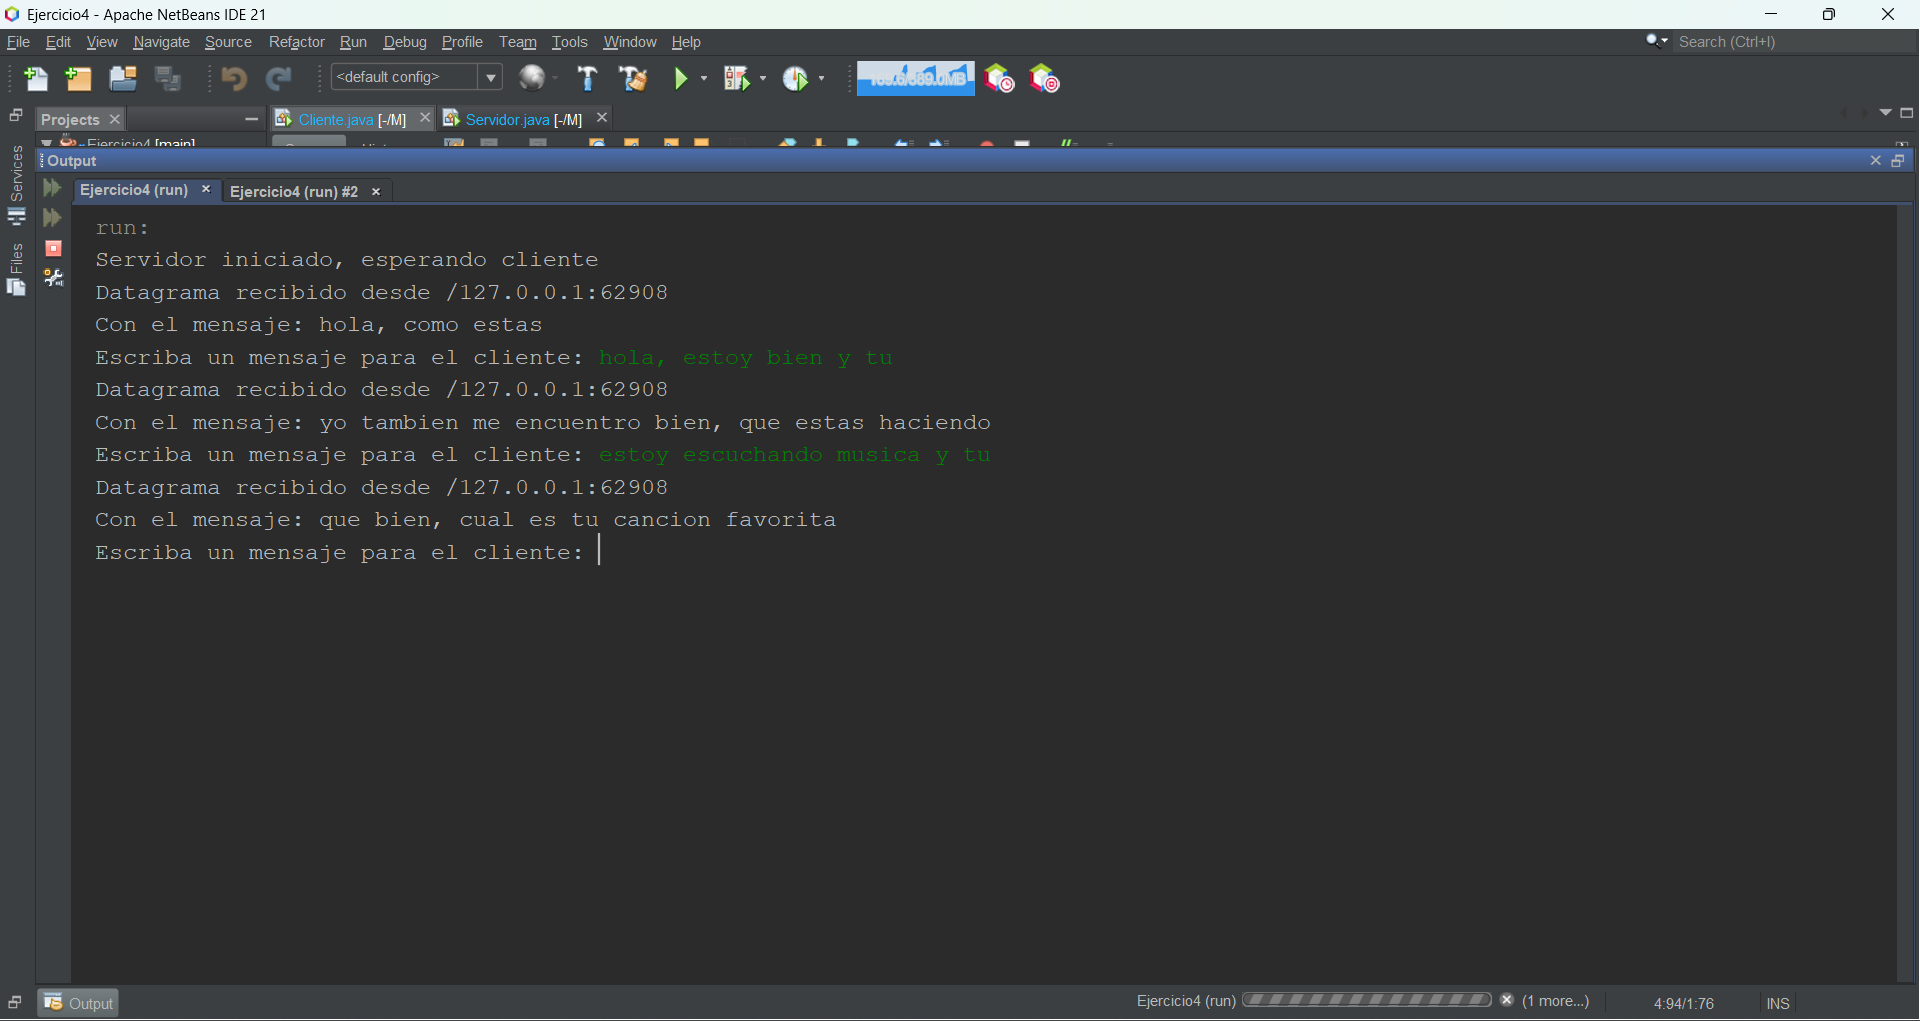 Ejercicio4 - Apache NetBeans IDE 21
File Edit View Navigate Source Refactor Run Debug Profile Team Tools Window Help
Search (Ctrl+I)
<default config>
Projects
Cliente.java [-/M]
Servidor.java [-/M]
Ejercicio4 [main]
Services
Files
Output
Ejercicio4 (run)
Ejercicio4 (run) #2
run:
Servidor iniciado, esperando cliente
Datagrama recibido desde /127.0.0.1:62908
Con el mensaje: hola, como estas
Escriba un mensaje para el cliente: hola, estoy bien y tu
Datagrama recibido desde /127.0.0.1:62908
Con el mensaje: yo tambien me encuentro bien, que estas haciendo
Escriba un mensaje para el cliente: estoy escuchando musica y tu
Datagrama recibido desde /127.0.0.1:62908
Con el mensaje: que bien, cual es tu cancion favorita
Escriba un mensaje para el cliente:
Output
Ejercicio4 (run)
(1 more...)
4:94/1:76
INS